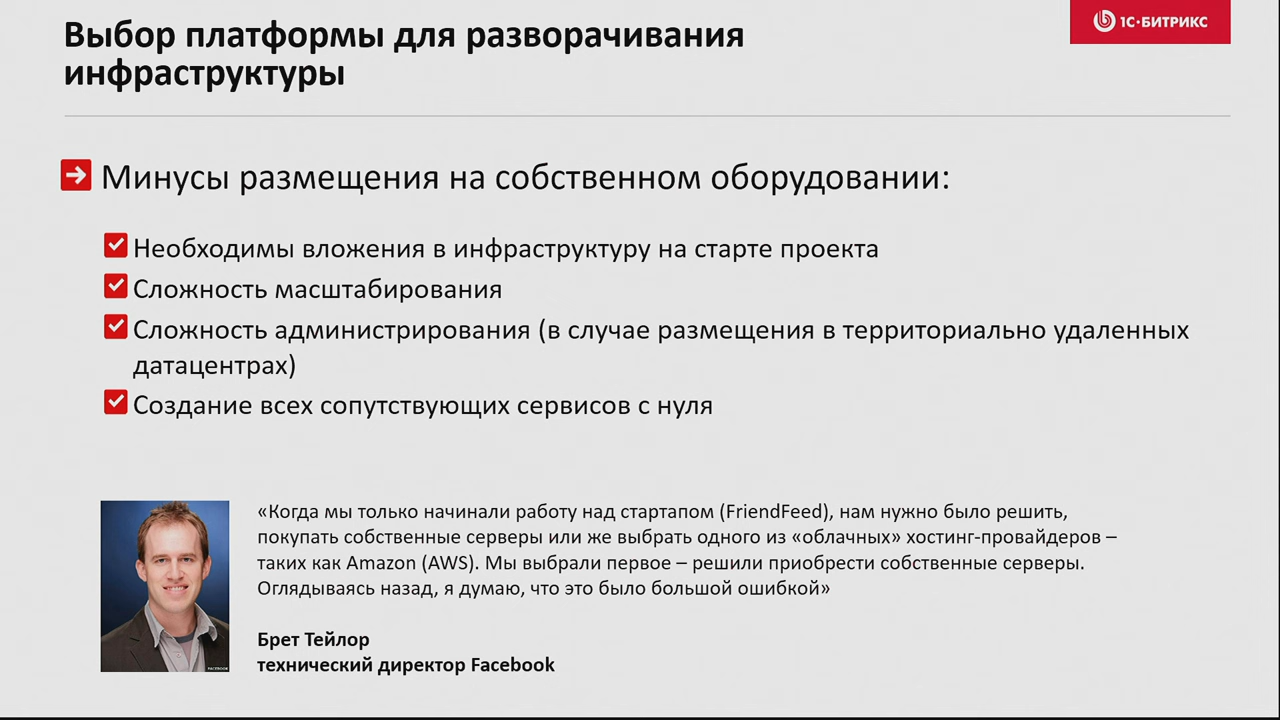 Выбор платформы для разворачивания
инфраструктуры
1С·БИТРИКС
Минусы размещения на собственном оборудовании:
Необходимы вложения в инфраструктуру на старте проекта
Сложность масштабирования
Сложность администрирования (в случае размещения в территориально удаленных
датацентрах)
Создание всех сопутствующих сервисов с нуля
«Когда мы только начинали работу над стартапом (FriendFeed), нам нужно было решить,
покупать собственные серверы или же выбрать одного из «облачных» хостинг-провайдеров –
таких как Amazon (AWS). Мы выбрали первое – решили приобрести собственные серверы.
Оглядываясь назад, я думаю, что это было большой ошибкой»
FACEBOOK
Брет Тейлор
технический директор Facebook